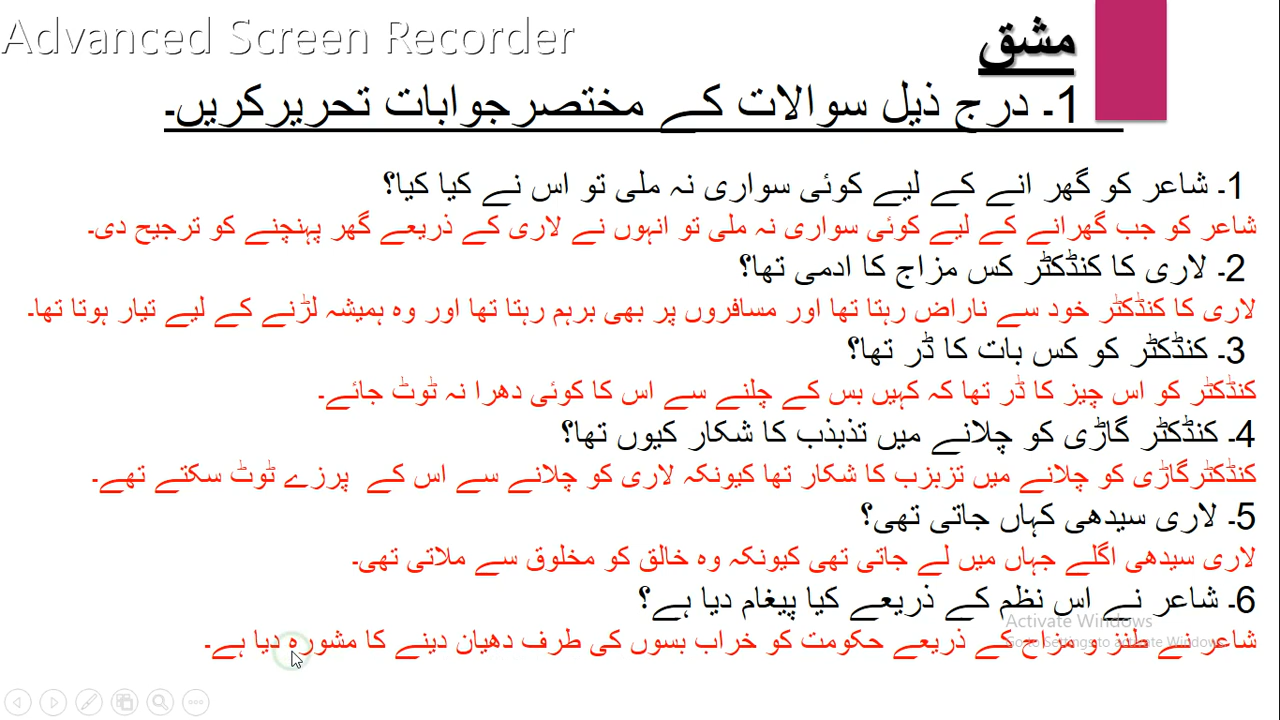 Advanced Screen Recorder
مشق
1۔ درج ذیل سوالات کے مختصرجوابات تحریرکریں۔
1۔ شاعر کو گھر انے کے لیے کوئی سواری نہ ملی تو اس نے کیا کیا؟
شاعر کو جب گھرانے کے لیے کوئی سواری نہ ملی تو انہوں نے لاری کے ذریعے گھر پہنچنے کو ترجیح دی۔
2۔ لاری کا کنڈکٹر کس مزاج کا ادمی تھا؟
لاری کا کنڈکٹر خود سے ناراض رہتا تھا اور مسافروں پر بھی برہم رہتا تھا اور وہ ہمیشہ لڑنے کے لیے تیار ہوتا تھا۔
3۔ کنڈکٹر کو کس بات کا ڈر تھا؟
کنڈکٹر کو اس چیز کا ڈر تھا کہ کہیں بس کے چلنے سے اس کا کوئی دھرا نہ ٹوٹ جائے۔
4۔ کنڈکٹر گاڑی کو چلانے میں تذبذب کا شکار کیوں تھا؟
کنڈکٹرگاڑی کو چلانے میں تزبزب کا شکار تھا کیونکہ لاری کو چلانے سے اس کے پرزے ٹوٹ سکتے تھے۔
5۔ لاری سیدھی کہاں جاتی تھی؟
لاری سیدھی اگلے جہاں میں لے جاتی تھی کیونکہ وہ خالق کو مخلوق سے ملاتی تھی۔
6۔ شاعر نے اس نظم کے ذریعے کیا پیغام دیا ہے؟
شاعر نے طنز و مزاح کے ذریعے حکومت کو خراب بسوں کی طرف دھیان دینے کا مشورہ دیا ہے۔
Activate Windows
Go to Settings to activate Windows.